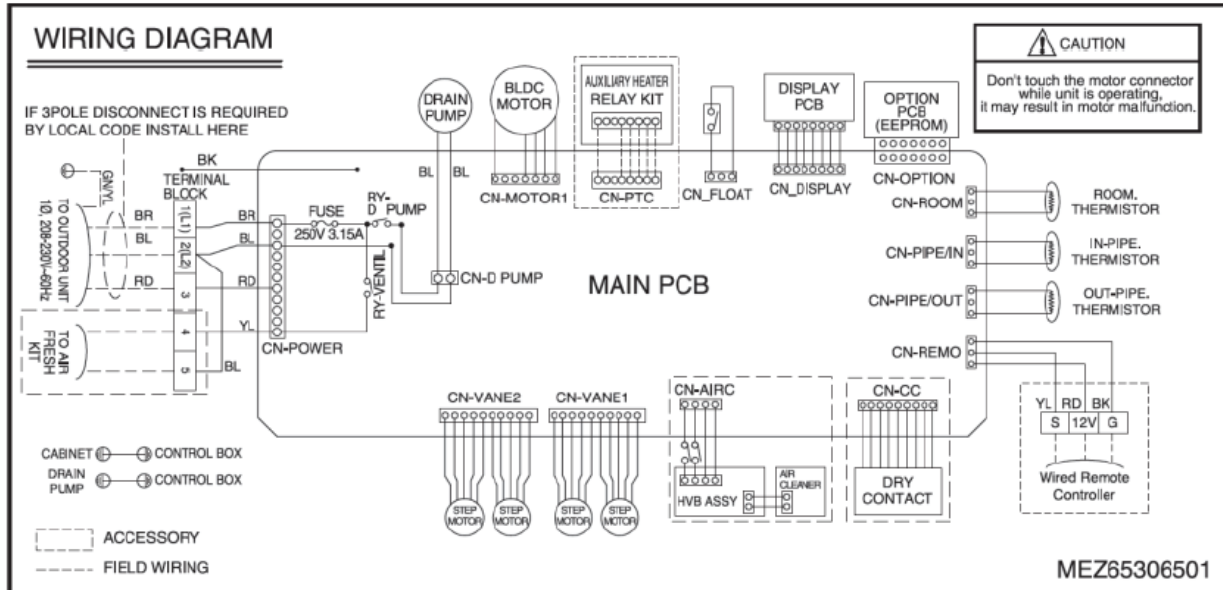 WIRING DIAGRAM
CAUTION
Don't touch the motor connector
while unit is operating,
it may result in motor malfunction.
IF 3POLE DISCONNECT IS REQUIRED
BY LOCAL CODE INSTALL HERE
DRAIN
PUMP
BLDC
MOTOR
AUXILIARY HEATER
RELAY KIT
DISPLAY
PCB
OPTION
PCB
(EEPROM)
BK
GN/YL
TERMINAL
BLOCK
BL
BL
CN-MOTOR1
CN-PTC
CN_FLOAT
CN_DISPLAY
CN-OPTION
TO OUTDOOR UNIT
1Ø, 208-230V~60Hz
BR
BL
RD
1(L1)
2(L2)
3
4
5
BR
BL
RD
YL
BL
FUSE
250V 3.15A
RY-
D PUMP
RY-VENTIL
CN-D PUMP
CN-POWER
MAIN PCB
TO AIR
FRESH
KIT
CN-ROOM
ROOM.
THERMISTOR
CN-PIPE/IN
IN-PIPE.
THERMISTOR
CN-PIPE/OUT
OUT-PIPE.
THERMISTOR
CN-REMO
YL RD BK
S 12V G
Wired Remote
Controller
CN-VANE2
CN-VANE1
CN-AIRC
CN-CC
STEP
MOTOR
STEP
MOTOR
STEP
MOTOR
STEP
MOTOR
HVB ASSY
AIR
CLEANER
DRY
CONTACT
CABINET CONTROL BOX
DRAIN
PUMP CONTROL BOX
ACCESSORY
FIELD WIRING
MEZ65306501